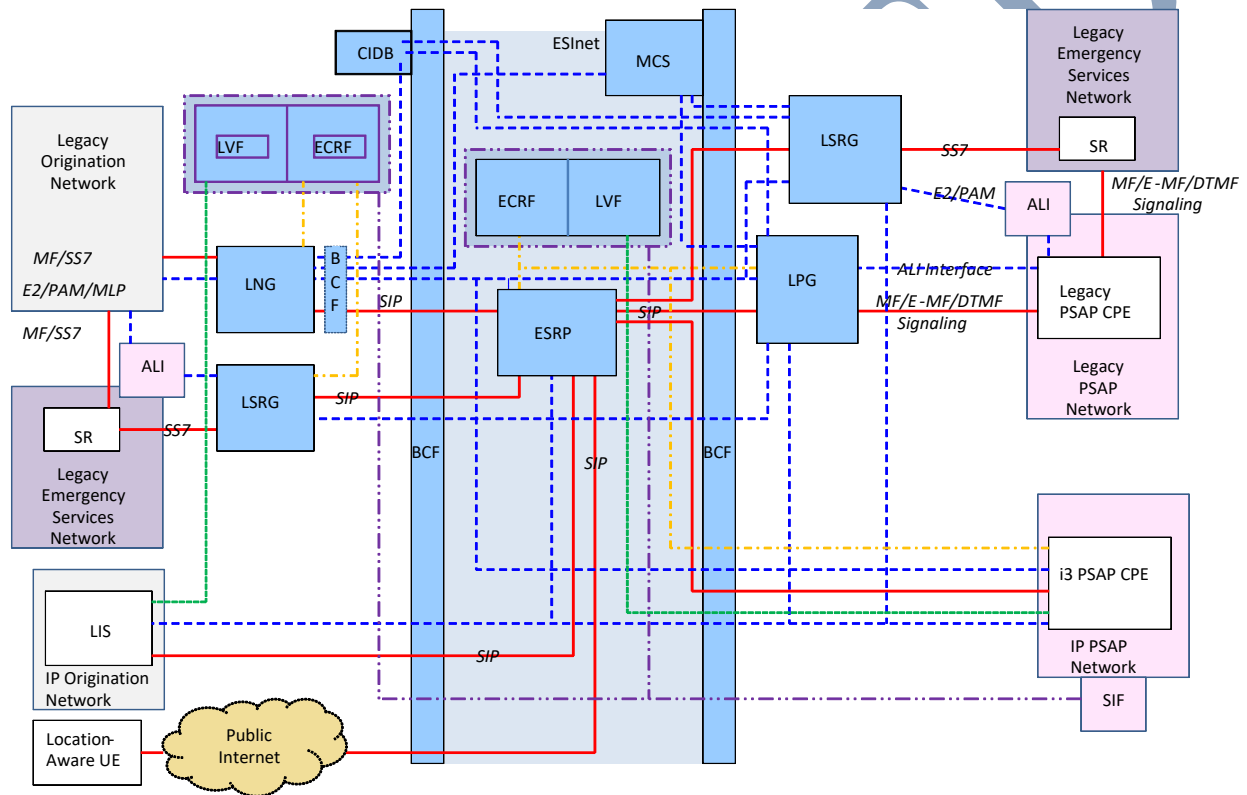 CIDB
ESInet
MCS
Legacy
Emergency
Services
Network
SR
Legacy
Origination
Network
LVF
ECRF
LSRG
SS7
MF/E-MF/DTMF
Signaling
E2/PAM
ALI
ECRF
LVF
MF/SS7
E2/PAM/MLP
LNG
B
C
F
SIP
LPG
ALI Interface
MF/E-MF/DTMF
Signaling
Legacy
PSAP CPE
Legacy
PSAP
Network
ESRP
SIP
MF/SS7
ALI
LSRG
SIP
SR
SS7
Legacy
Emergency
Services
Network
BCF
SIP
BCF
i3 PSAP CPE
IP PSAP
Network
SIF
LIS
IP Origination
Network
SIP
Location-
Aware UE
Public
Internet